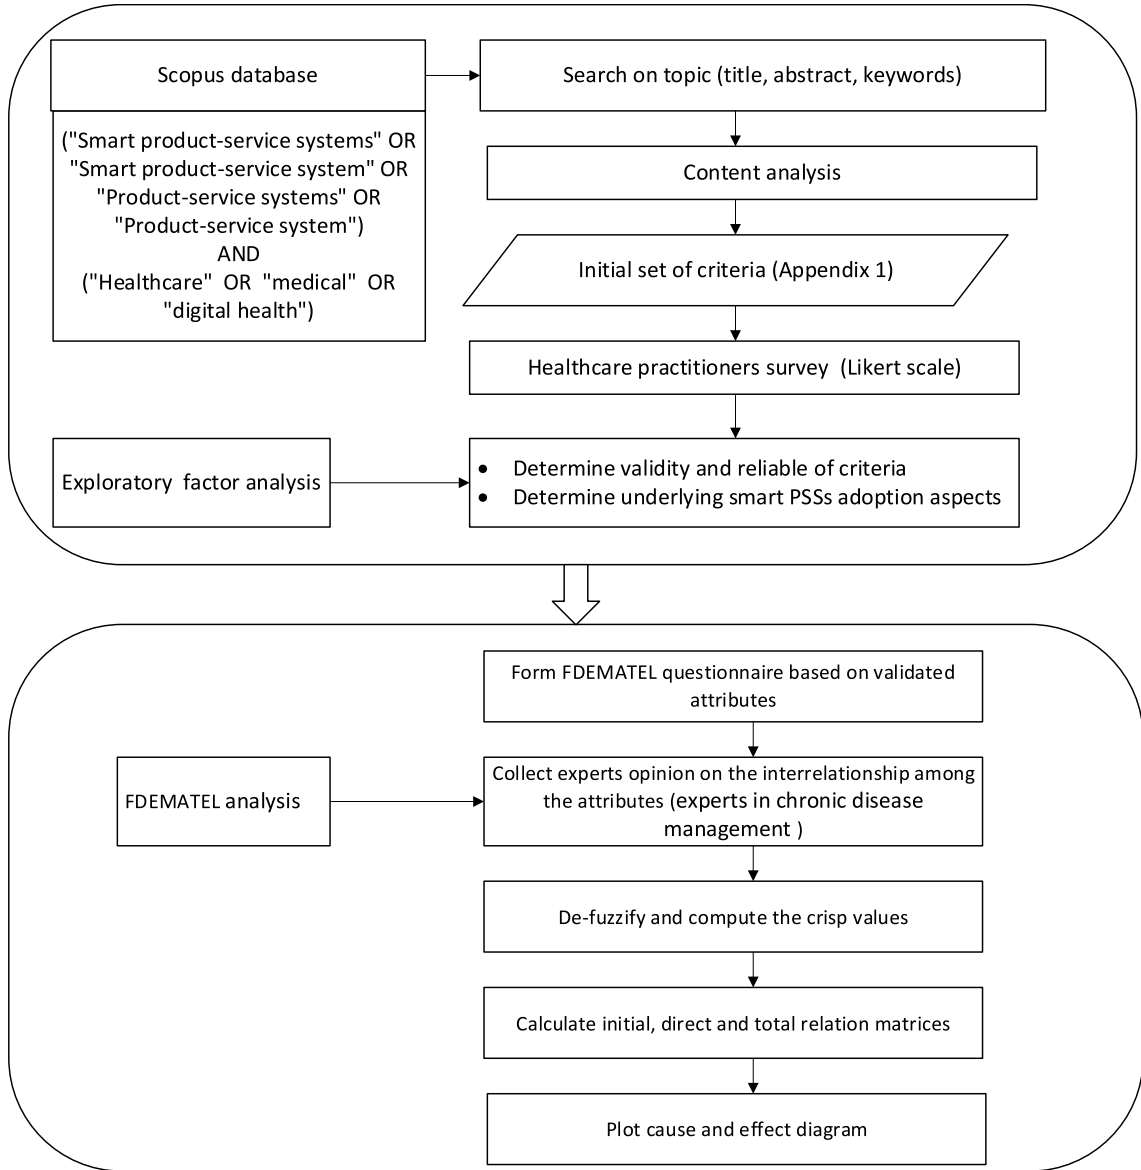 Scopus database
("Smart product-service systems" OR
"Smart product-service system" OR
"Product-service systems" OR
"Product-service system")
AND
("Healthcare" OR "medical" OR
"digital health")
Search on topic (title, abstract, keywords)
Content analysis
Initial set of criteria (Appendix 1)
Healthcare practitioners survey (Likert scale)
Exploratory factor analysis
• Determine validity and reliable of criteria
• Determine underlying smart PSSs adoption aspects
Form FDEMATEL questionnaire based on validated
attributes
FDEMATEL analysis
Collect experts opinion on the interrelationship among
the attributes (experts in chronic disease
management )
De-fuzzify and compute the crisp values
Calculate initial, direct and total relation matrices
Plot cause and effect diagram